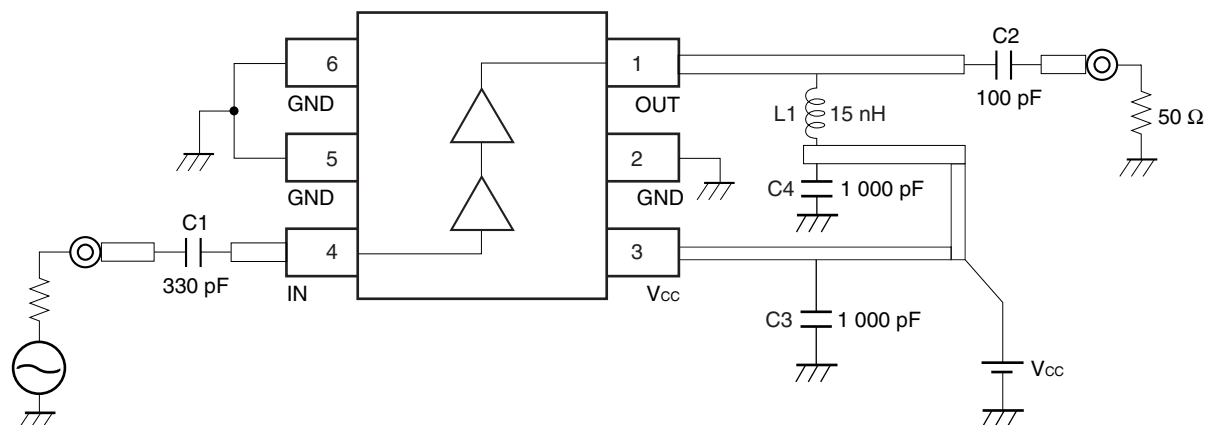 C2
6
1
GND
OUT
100 pF
L1 15 nH
50 Ω
5
2
GND
GND
C4 1 000 pF
C1
4
3
330 pF
IN
VCC
C3 1 000 pF
VCC